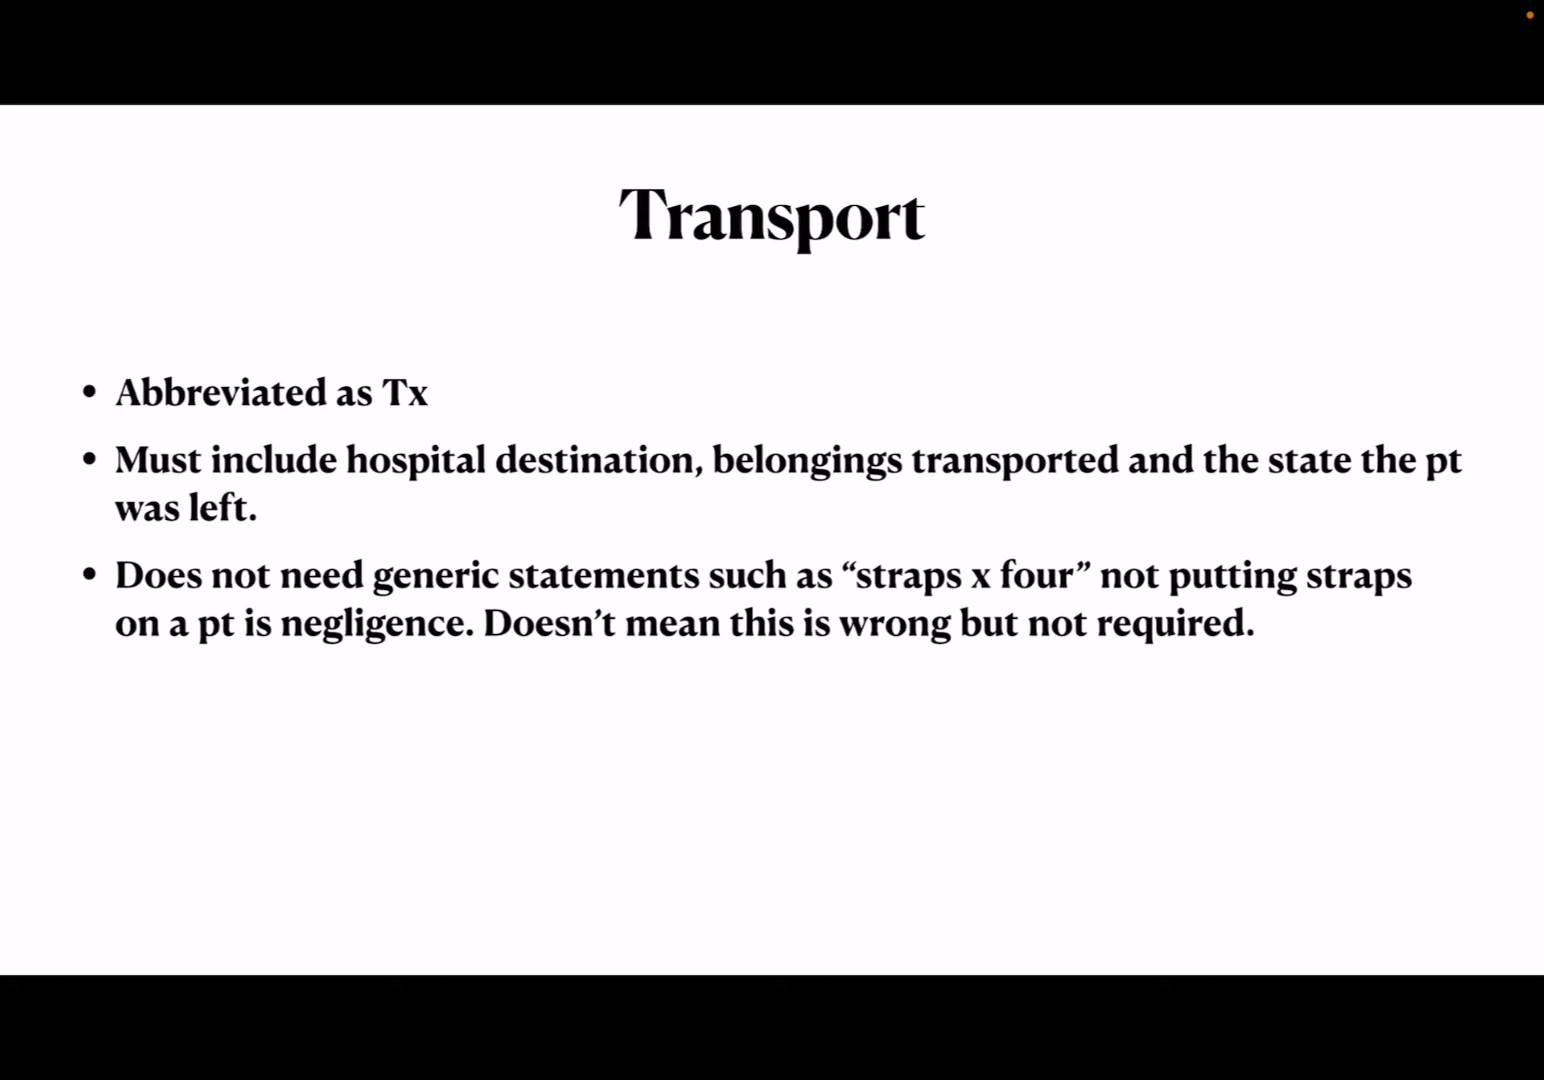 Transport
• Abbreviated as Tx
• Must include hospital destination, belongings transported and the state the pt
was left.
• Does not need generic statements such as “straps x four” not putting straps
on a pt is negligence. Doesn’t mean this is wrong but not required.